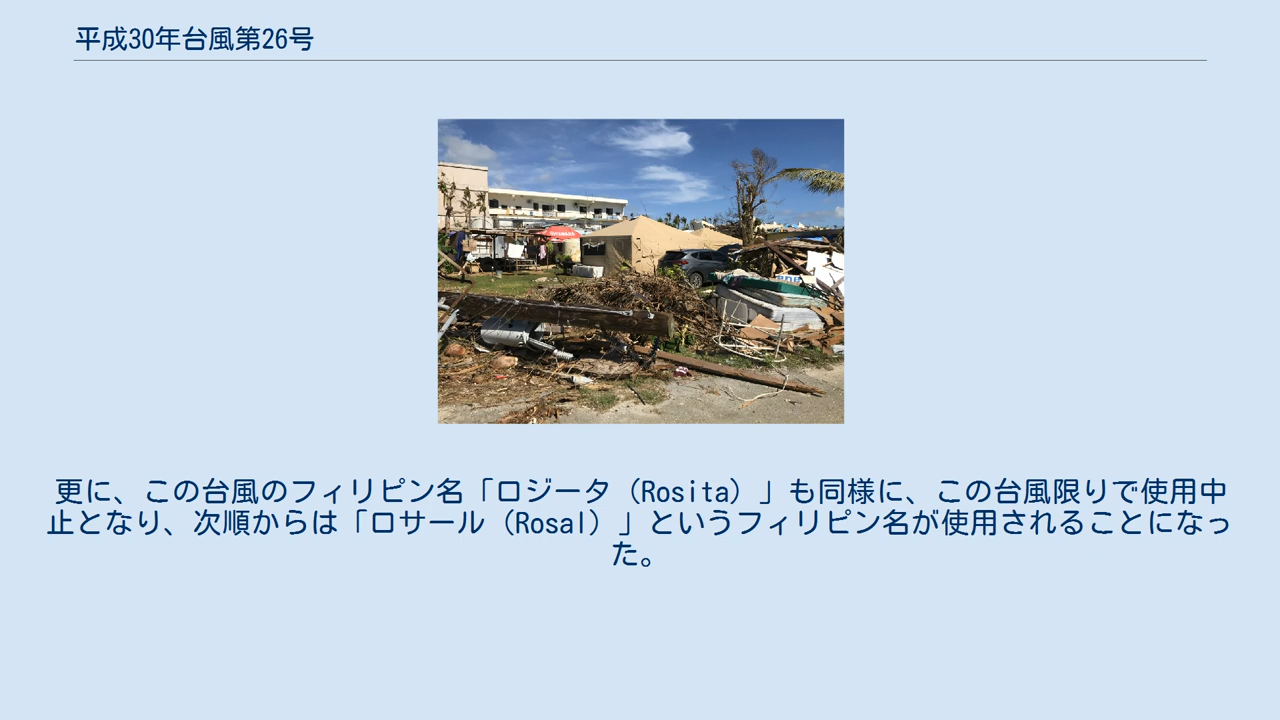 平成30年台風第26号
更に、この台風のフィリピン名「ロジータ（Rosita）」も同様に、この台風限りで使用中
止となり、次順からは「ロサール（Rosal）」というフィリピン名が使用されることになっ
た。